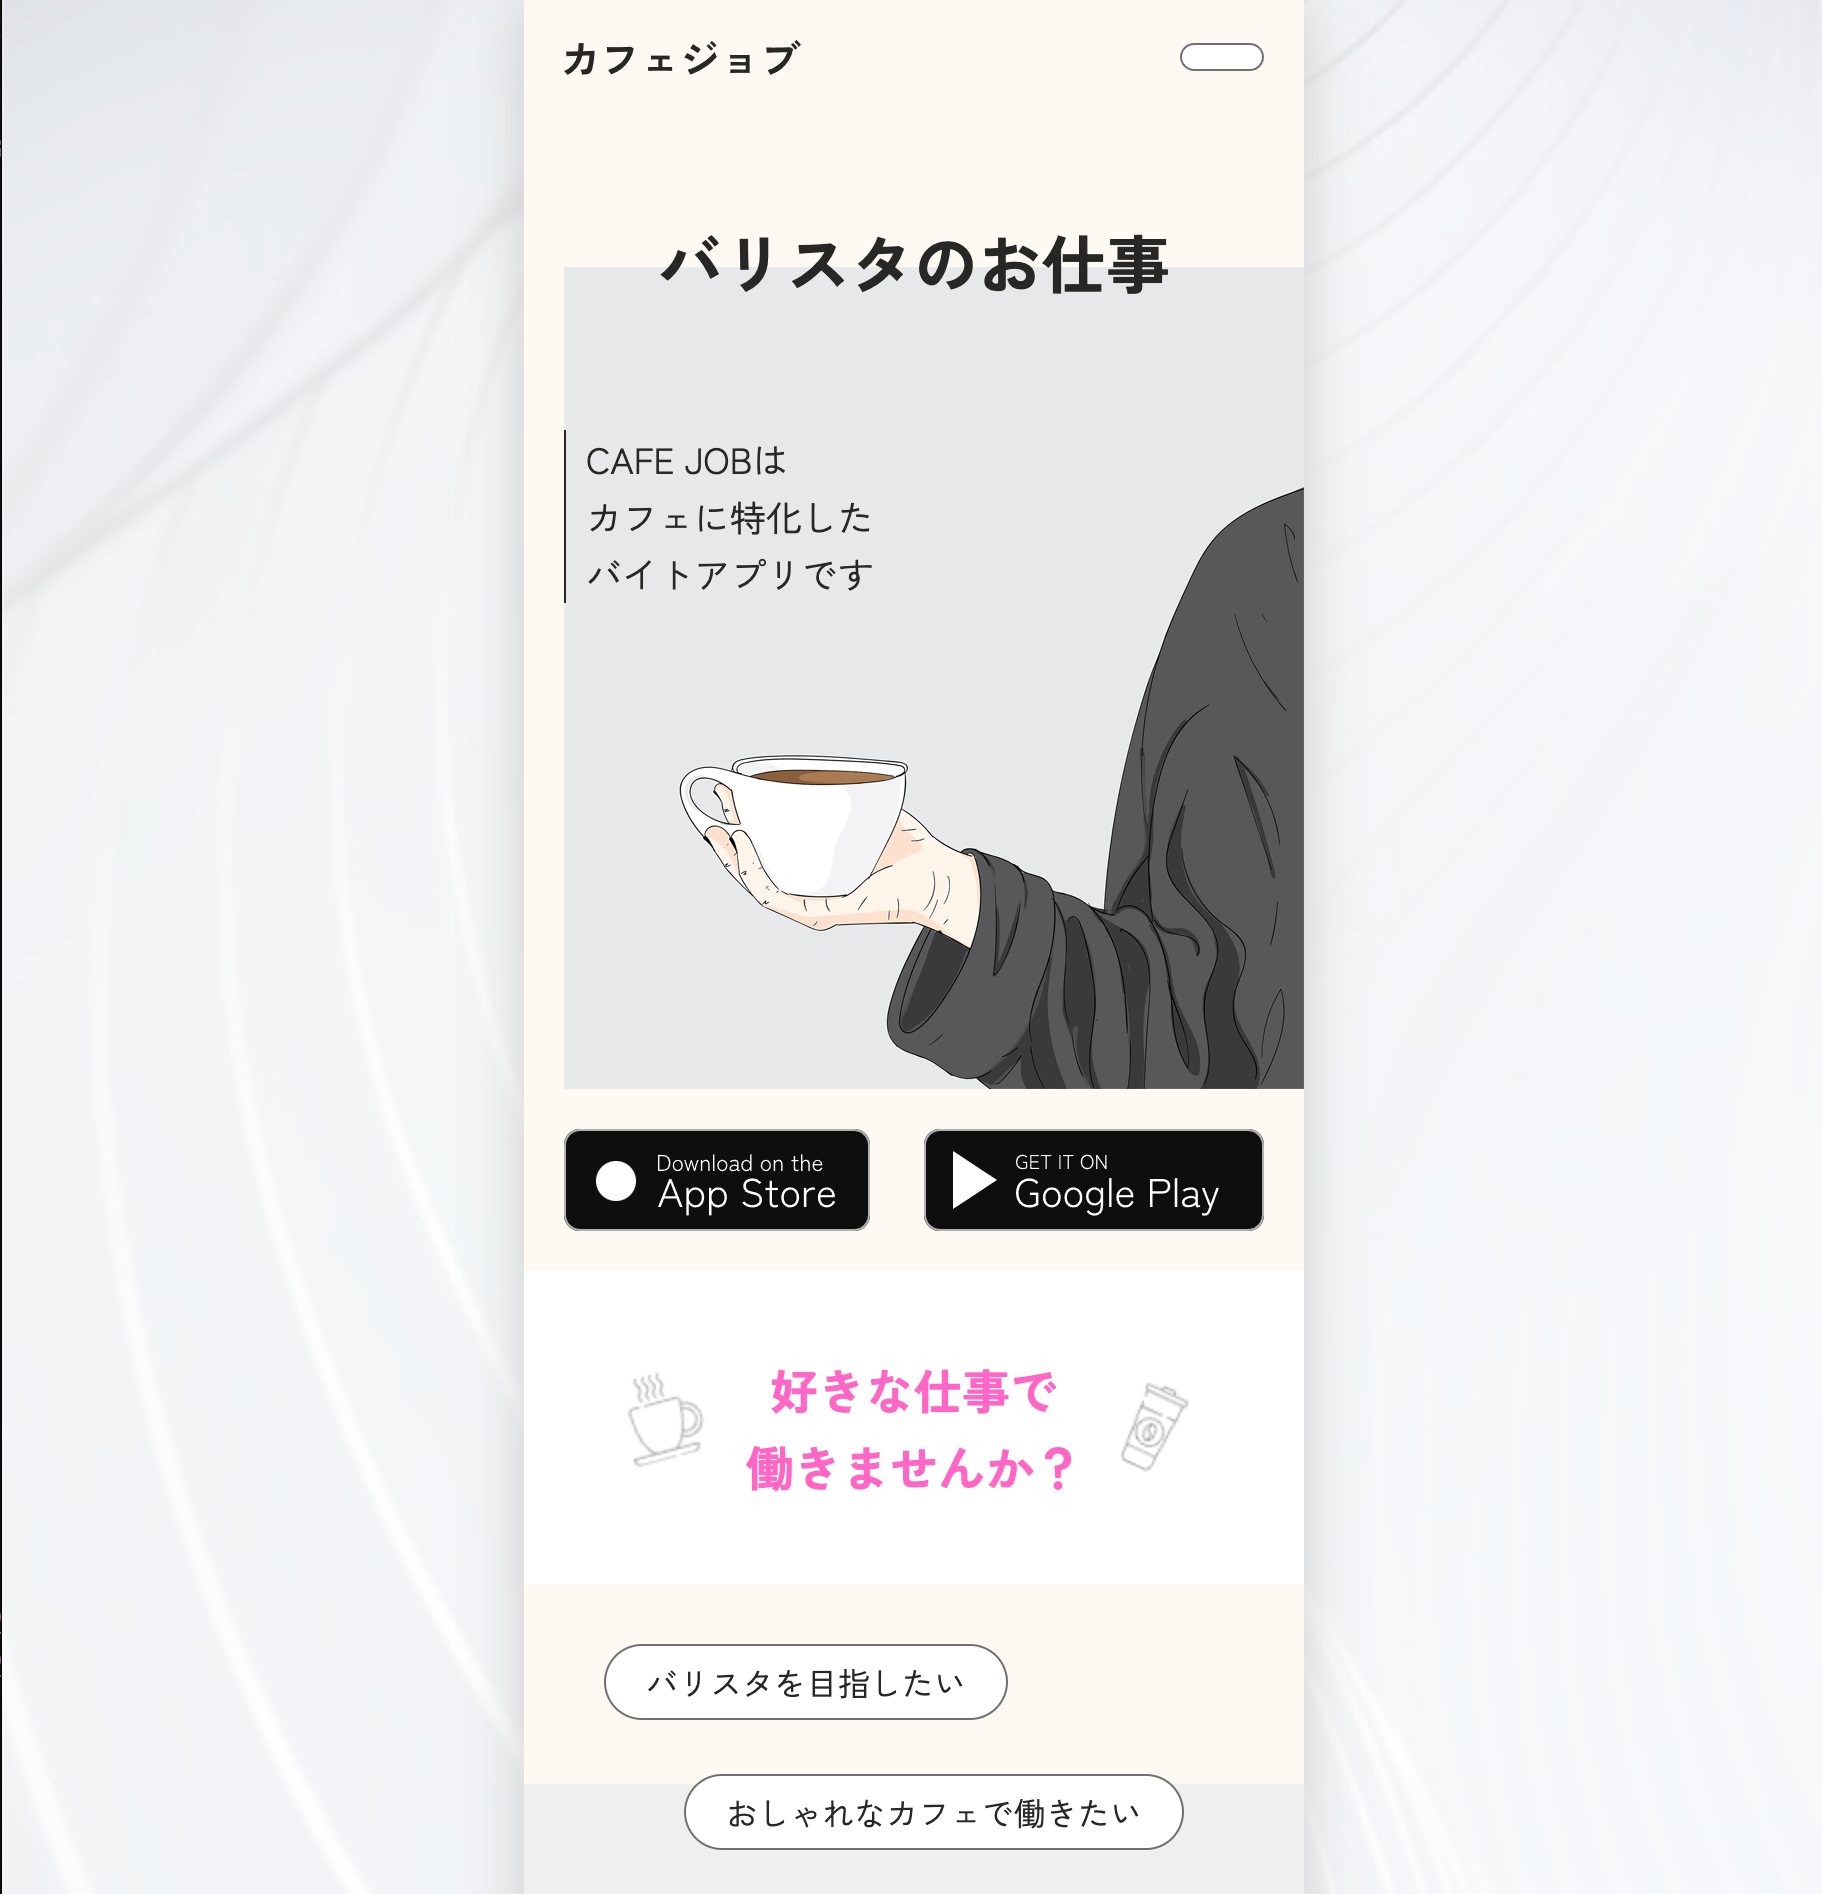 カフェジョブ
バリスタのお仕事
CAFE JOBは
カフェに特化した
バイトアプリです
Download on the
App Store
GET IT ON
Google Play
好きな仕事で
働きませんか？
バリスタを目指したい
おしゃれなカフェで働きたい